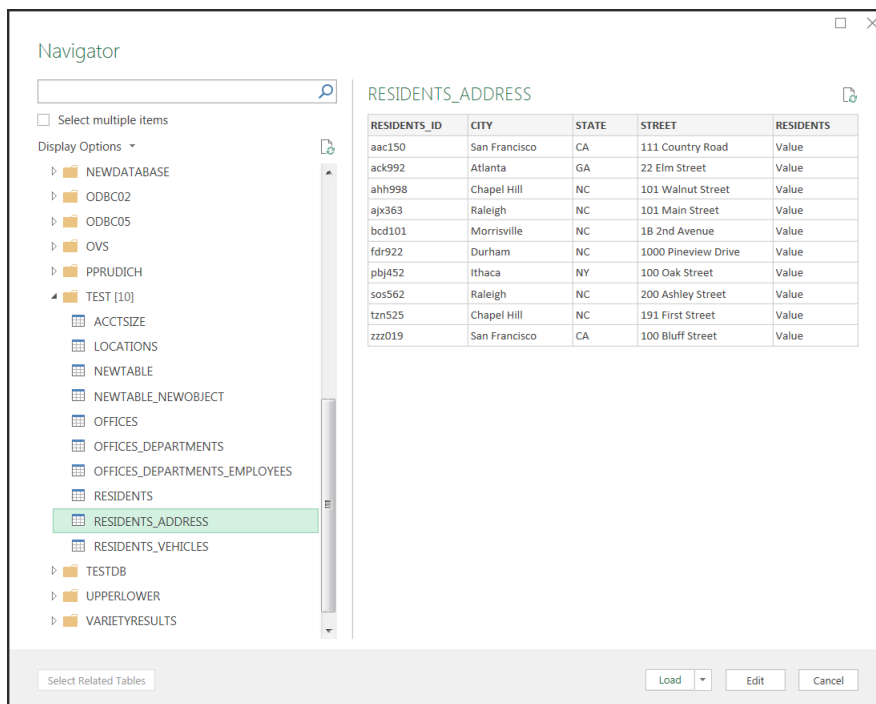 Navigator
Select multiple items
Display Options
NEWDATABASE
ODBC02
ODBC05
OVS
PPRUDICH
TEST [10]
ACCTSIZE
LOCATIONS
NEWTABLE
NEWTABLE_NEWOBJECT
OFFICES
OFFICES_DEPARTMENTS
OFFICES_DEPARTMENTS_EMPLOYEES
RESIDENTS
RESIDENTS_ADDRESS
RESIDENTS_VEHICLES
TESTDB
UPPERLOWER
VARIETYRESULTS
RESIDENTS_ADDRESS
RESIDENTS_ID CITY STATE STREET RESIDENTS
aac150 San Francisco CA 111 Country Road Value
ack992 Atlanta GA 22 Elm Street Value
ahh998 Chapel Hill NC 101 Walnut Street Value
ajx363 Raleigh NC 101 Main Street Value
bcd101 Morrisville NC 1B 2nd Avenue Value
fdr922 Durham NC 1000 Pineview Drive Value
pbj452 Ithaca NY 100 Oak Street Value
sos562 Raleigh NC 200 Ashley Street Value
tzn525 Chapel Hill NC 191 First Street Value
zzz019 San Francisco CA 100 Bluff Street Value
Select Related Tables Load Edit Cancel